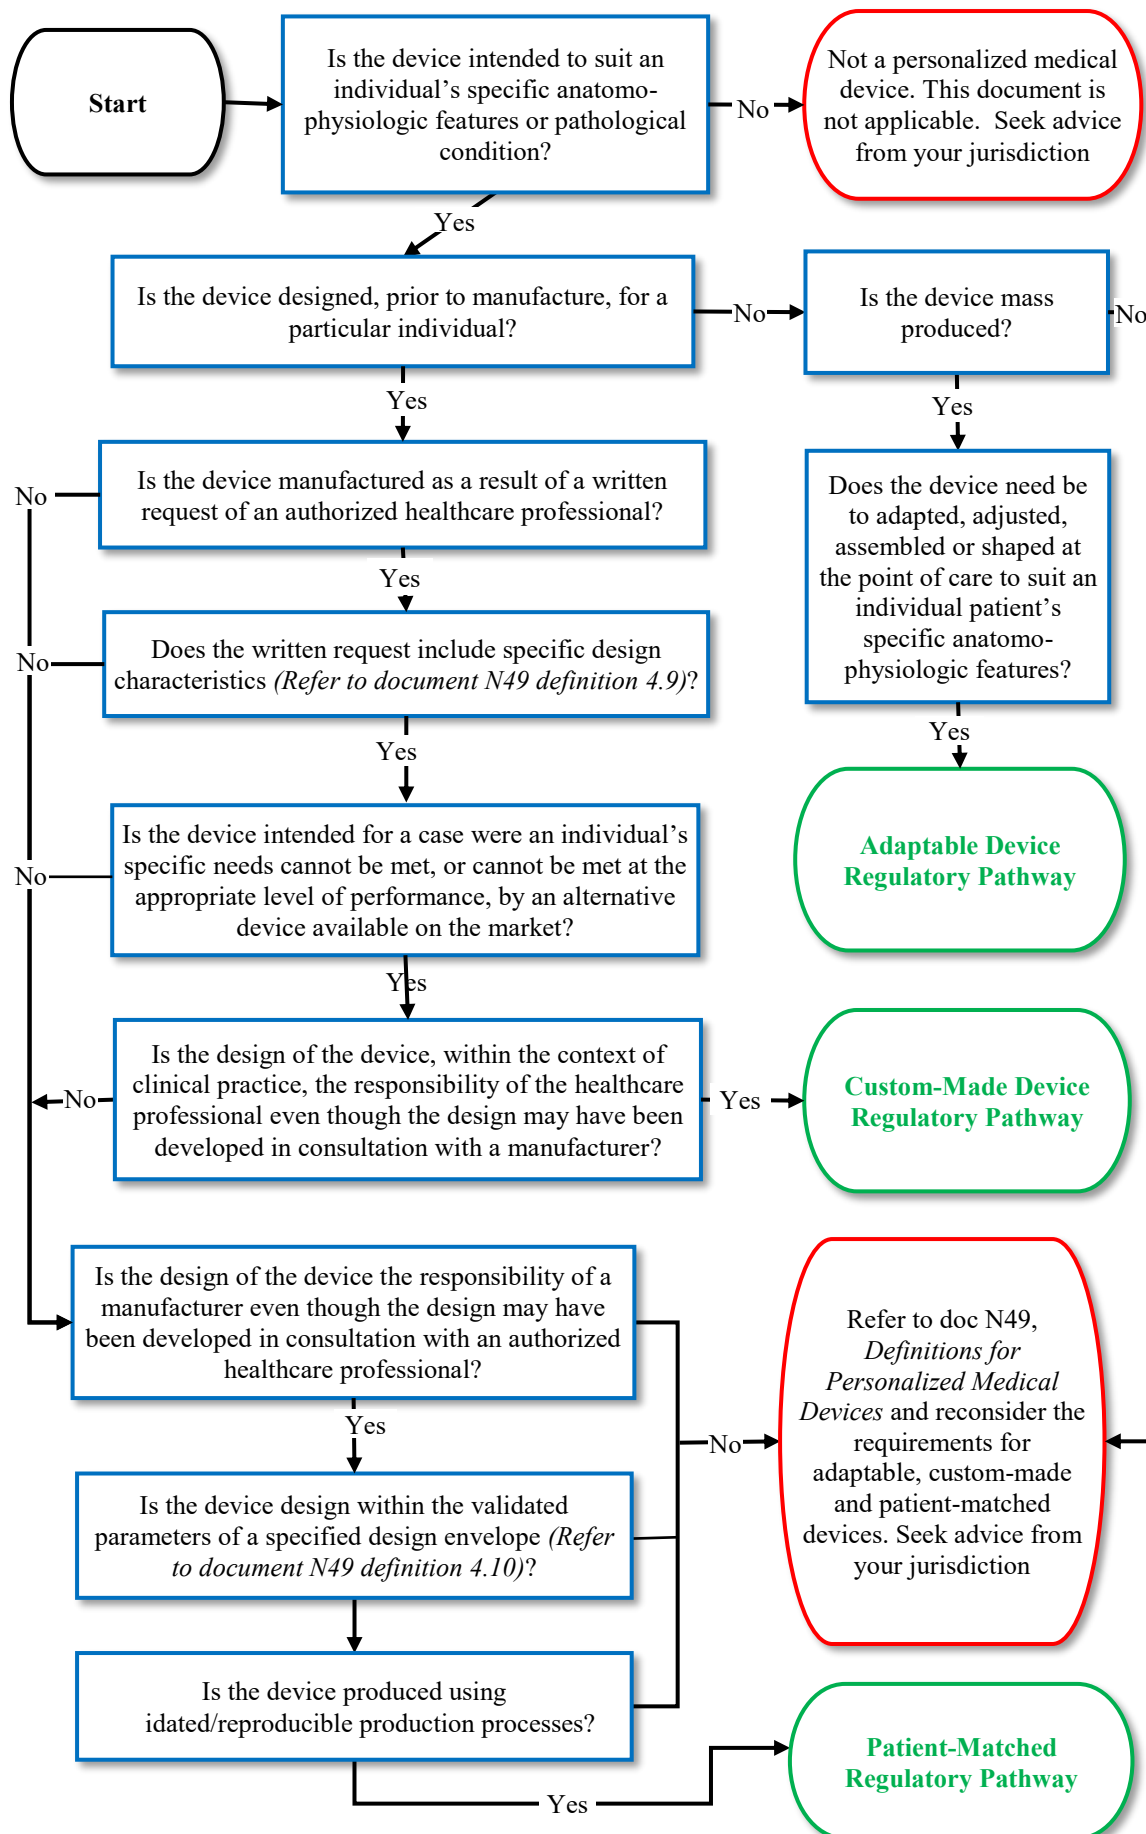 Start
Is the device intended to suit an
individual's specific anatomo-
physiologic features or pathological
condition?
No
Not a personalized medical
device. This document is
not applicable.  Seek advice
from your jurisdiction
Yes
Is the device designed, prior to manufacture, for a
particular individual?
No
Is the device mass
produced?
No
Yes
Yes
Is the device manufactured as a result of a written
request of an authorized healthcare professional?
No
Does the device need be
to adapted, adjusted,
assembled or shaped at
the point of care to suit an
individual patient's
specific anatomo-
physiologic features?
Yes
Does the written request include specific design
characteristics (Refer to document N49 definition 4.9)?
No
Yes
Yes
Adaptable Device
Regulatory Pathway
Is the device intended for a case were an individual's
specific needs cannot be met, or cannot be met at the
appropriate level of performance, by an alternative
device available on the market?
No
Yes
Is the design of the device, within the context of
clinical practice, the responsibility of the healthcare
professional even though the design may have been
developed in consultation with a manufacturer?
No
Yes
Custom-Made Device
Regulatory Pathway
Is the design of the device the responsibility of a
manufacturer even though the design may have
been developed in consultation with an authorized
healthcare professional?
Yes
No
Refer to doc N49,
Definitions for
Personalized Medical
Devices and reconsider the
requirements for
adaptable, custom-made
and patient-matched
devices. Seek advice from
your jurisdiction
Is the device design within the validated
parameters of a specified design envelope (Refer
to document N49 definition 4.10)?
Is the device produced using
idated/reproducible production processes?
Yes
Patient-Matched
Regulatory Pathway